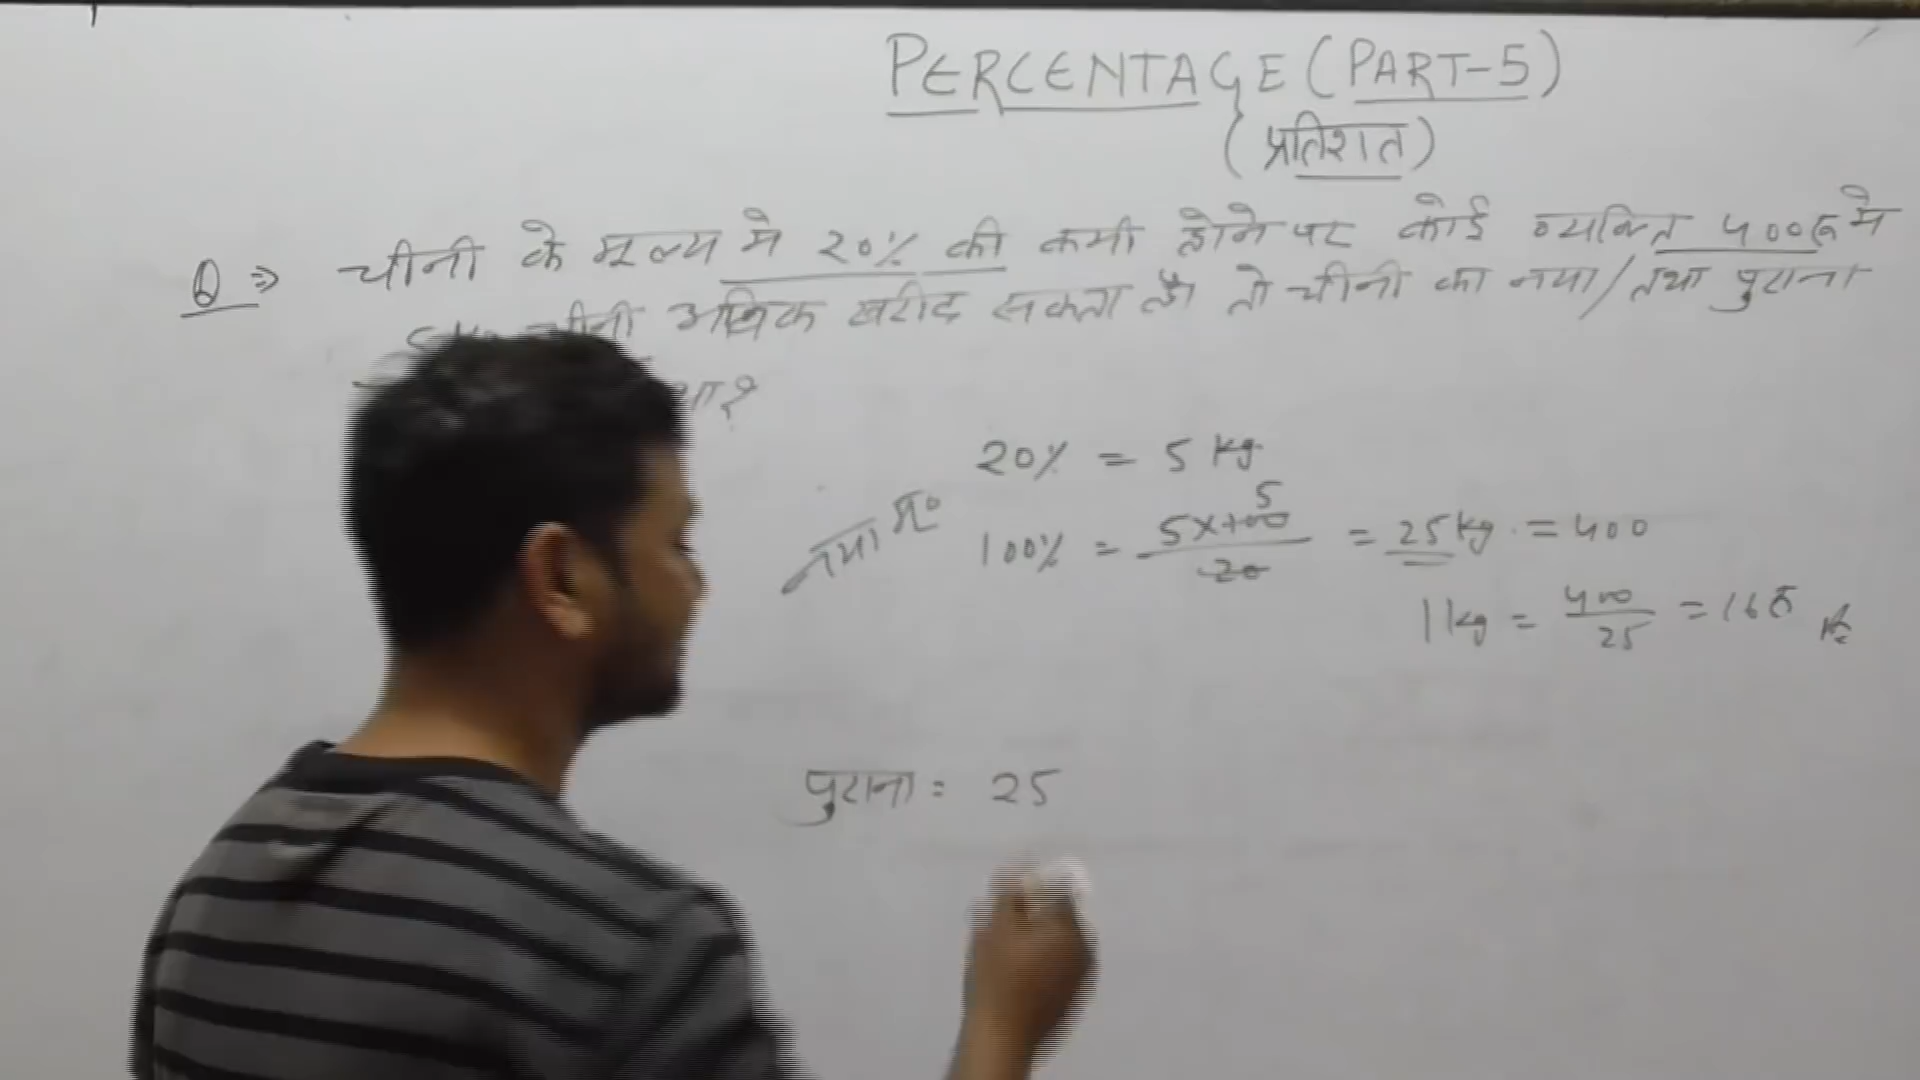 PERCENTAGE (PART-5)
(प्रतिशत)
Q ⇒ चीनी के मूल्य मे 20% की कमी होने पर कोई व्यक्ति 400रु मे
चीनी अधिक खरीद सकता है। तो चीनी का नया/तथा पुराना
था?
20% = 5 kg
नया मू०
100% = 5x100/20 5 = 25kg. = 400
1kg = 400/25 = 16रु
पुराना = 25